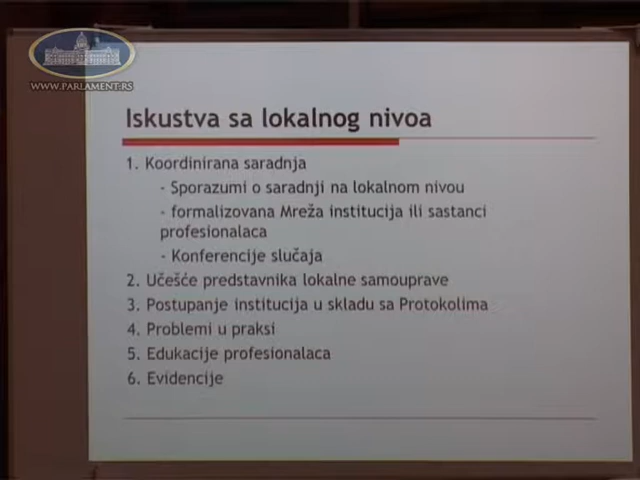 WWW.PARLAMENT.RS
Iskustva sa lokalnog nivoa
1. Koordinirana saradnja
- Sporazumi o saradnji na lokalnom nivou
- formalizovana Mreža institucija ili sastanci
profesionalaca
- Konferencije slučaja
2. Učešće predstavnika lokalne samouprave
3. Postupanje institucija u skladu sa Protokolima
4. Problemi u praksi
5. Edukacije profesionalaca
6. Evidencije